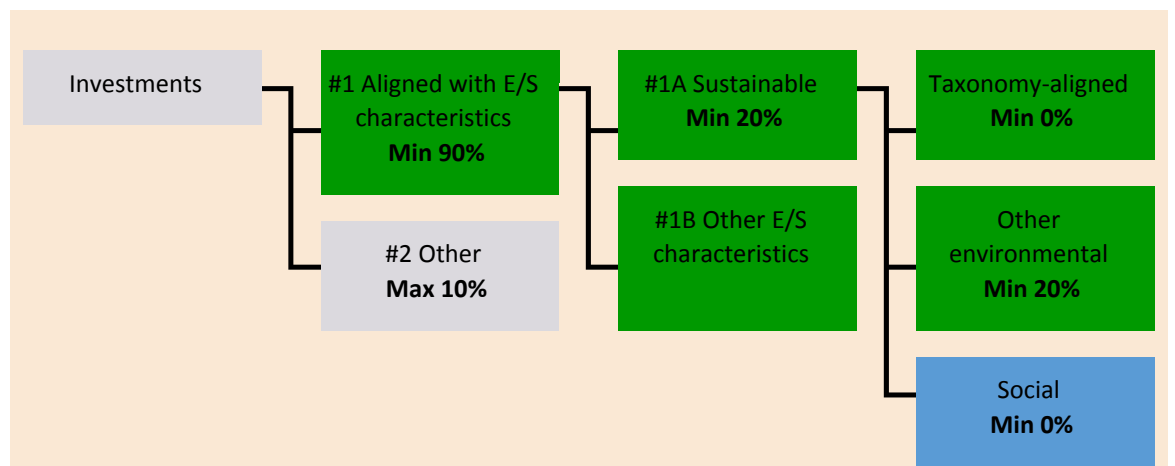 Investments
#1 Aligned with E/S
characteristics
Min 90%
#2 Other
Max 10%
#1A Sustainable
Min 20%
#1B Other E/S
characteristics
Taxonomy-aligned
Min 0%
Other
environmental
Min 20%
Social
Min 0%